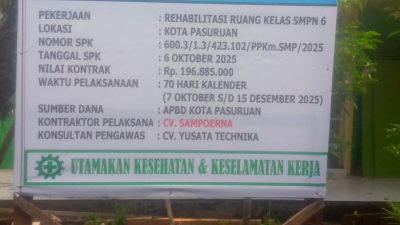 PEKERJAAN : REHABILITASI RUANG KELAS SMPN 6
LOKASI : KOTA PASURUAN
NOMOR SPK : 600.3/1.3/423.102/PPKm.SMP/2025
TANGGAL SPK : 6 OKTOBER 2025
NILAI KONTRAK : Rp. 196.885.000
WAKTU PELAKSANAAN : 70 HARI KALENDER
(7 OKTOBER S/D 15 DESEMBER 2025)
SUMBER DANA : APBD KOTA PASURUAN
KONTRAKTOR PELAKSANA : CV. SAMPOERNA
KONSULTAN PENGAWAS : CV. YUSATA TECHNIKA
UTAMAKAN KESEHATAN & KESELAMATAN KERJA